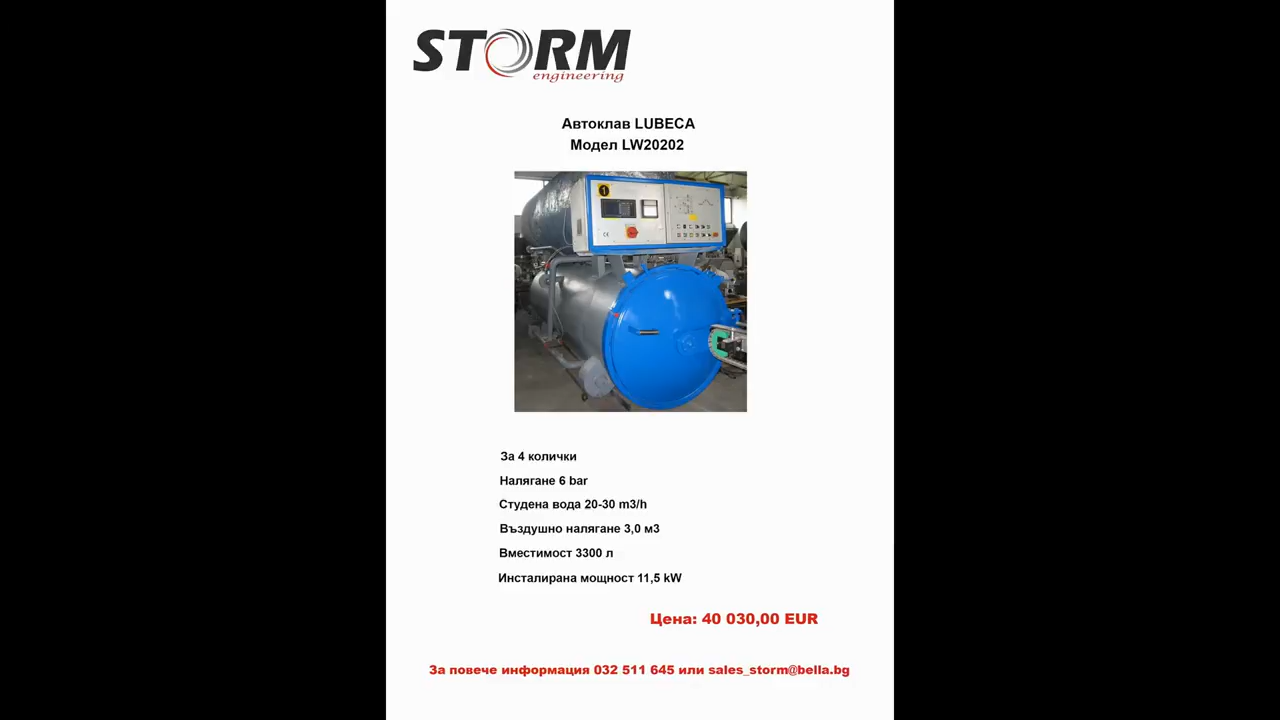 STORM
engineering
Автоклав LUBECA
Модел LW20202
1
CE
За 4 колички
Налягане 6 bar
Студена вода 20-30 m3/h
Въздушно налягане 3,0 м3
Вместимост 3300 л
Инсталирана мощност 11,5 kW
Цена: 40 030,00 EUR
За повече информация 032 511 645 или sales_storm@bella.bg